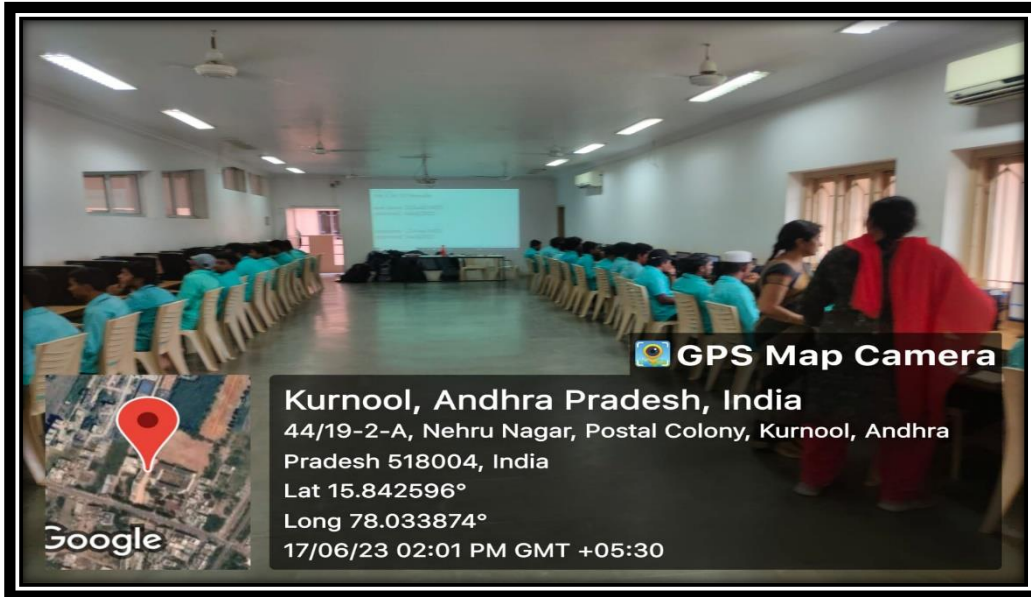 GPS Map Camera
Kurnool, Andhra Pradesh, India
44/19-2-A, Nehru Nagar, Postal Colony, Kurnool, Andhra
Pradesh 518004, India
Lat 15.842596°
Long 78.033874°
17/06/23 02:01 PM GMT +05:30
Google